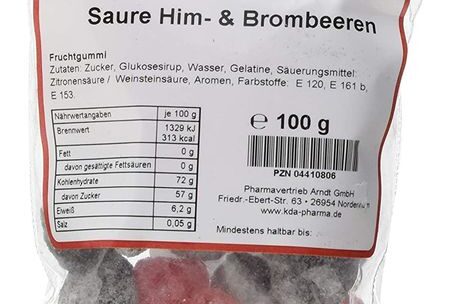 Saure Him- & Brombeeren
Fruchtgummi
Zutaten: Zucker, Glukosesirup, Wasser, Gelatine, Säuerungsmittel:
Zitronensäure / Weinsteinsäure, Aromen, Farbstoffe: E 120, E 161 b,
E 153.
Nährwertangaben je 100 g
Brennwert 1329 kJ
313 kcal
Fett 0 g
davon gesättigte Fettsäuren 0 g
Kohlenhydrate 72 g
davon Zucker 57 g
Eiweiß 6,2 g
Salz 0,05 g
℮ 100 g
PZN 04410806
Pharmavertrieb Arndt GmbH
Friedr.-Ebert-Str. 63 • 26954 Nordenham
www.kda-pharma.de
Mindestens haltbar bis: